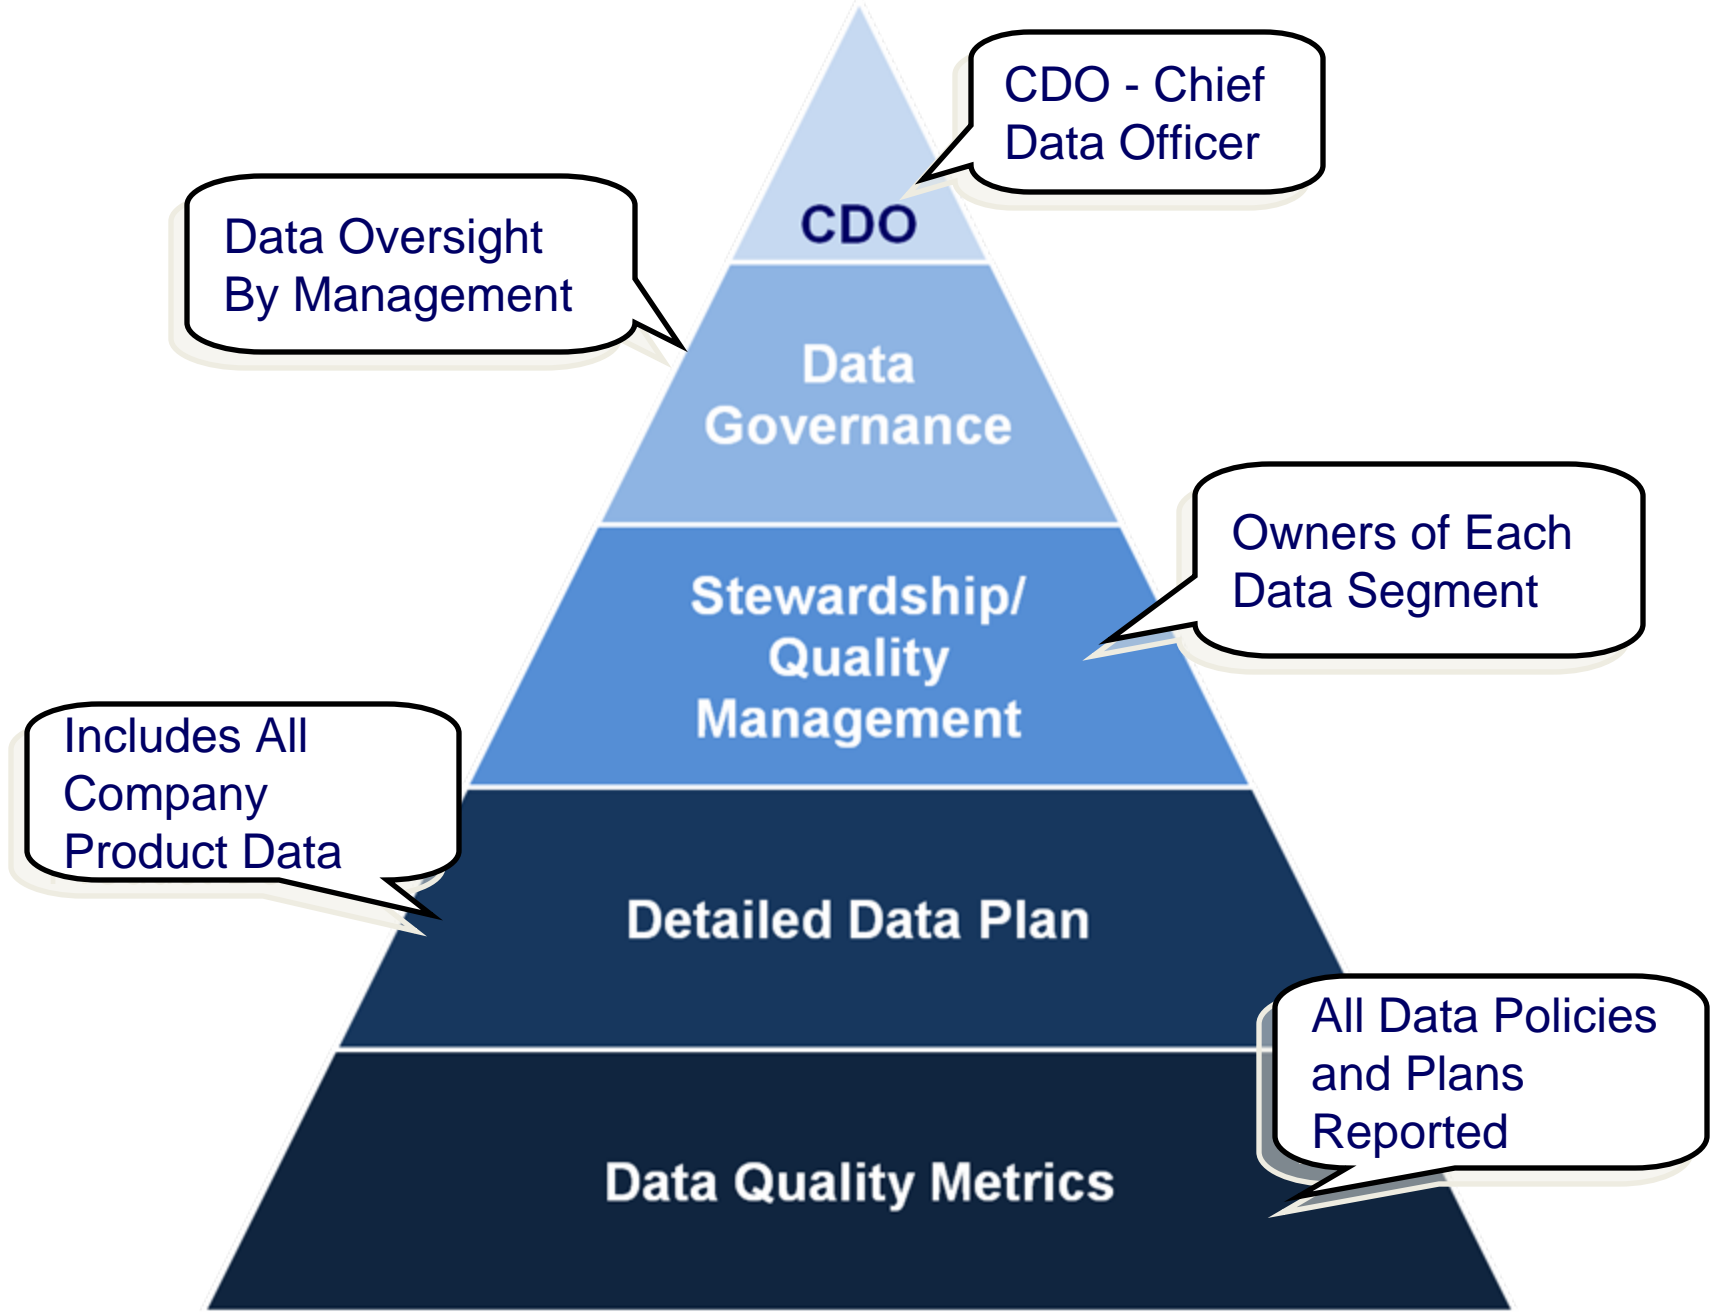 CDO - Chief
Data Officer
CDO
Data Oversight
By Management
Data
Governance
Owners of Each
Data Segment
Stewardship/
Quality
Management
Includes All
Company
Product Data
Detailed Data Plan
All Data Policies
and Plans
Reported
Data Quality Metrics